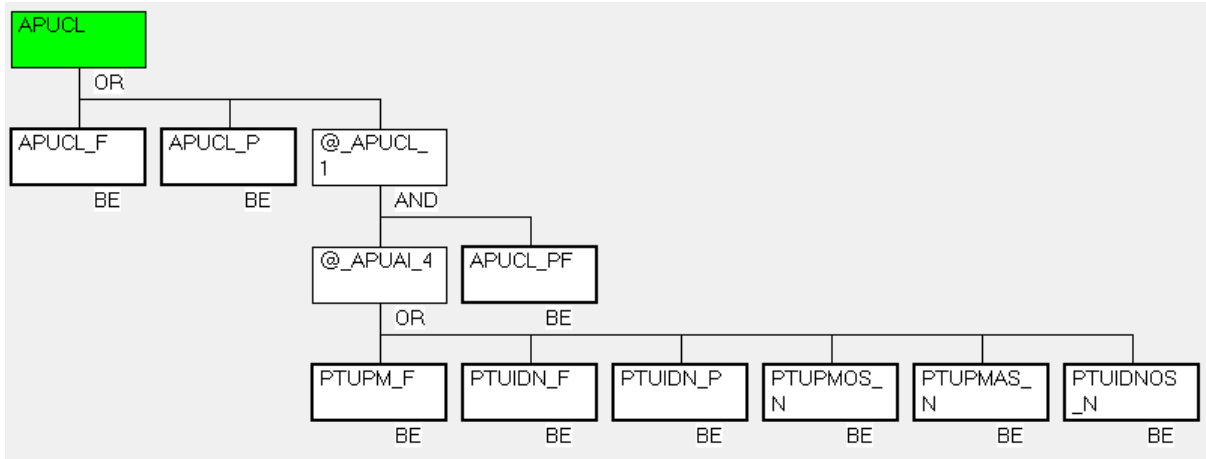 APUCL
OR
APUCL_F
APUCL_P
@_APUCL_
1
BE
BE
AND
@_APUAI_4
APUCL_PF
OR
BE
PTUPM_F
PTUIDN_F
PTUIDN_P
PTUPMOS_
N
PTUPMAS_
N
PTUIDNOS
_N
BE
BE
BE
BE
BE
BE